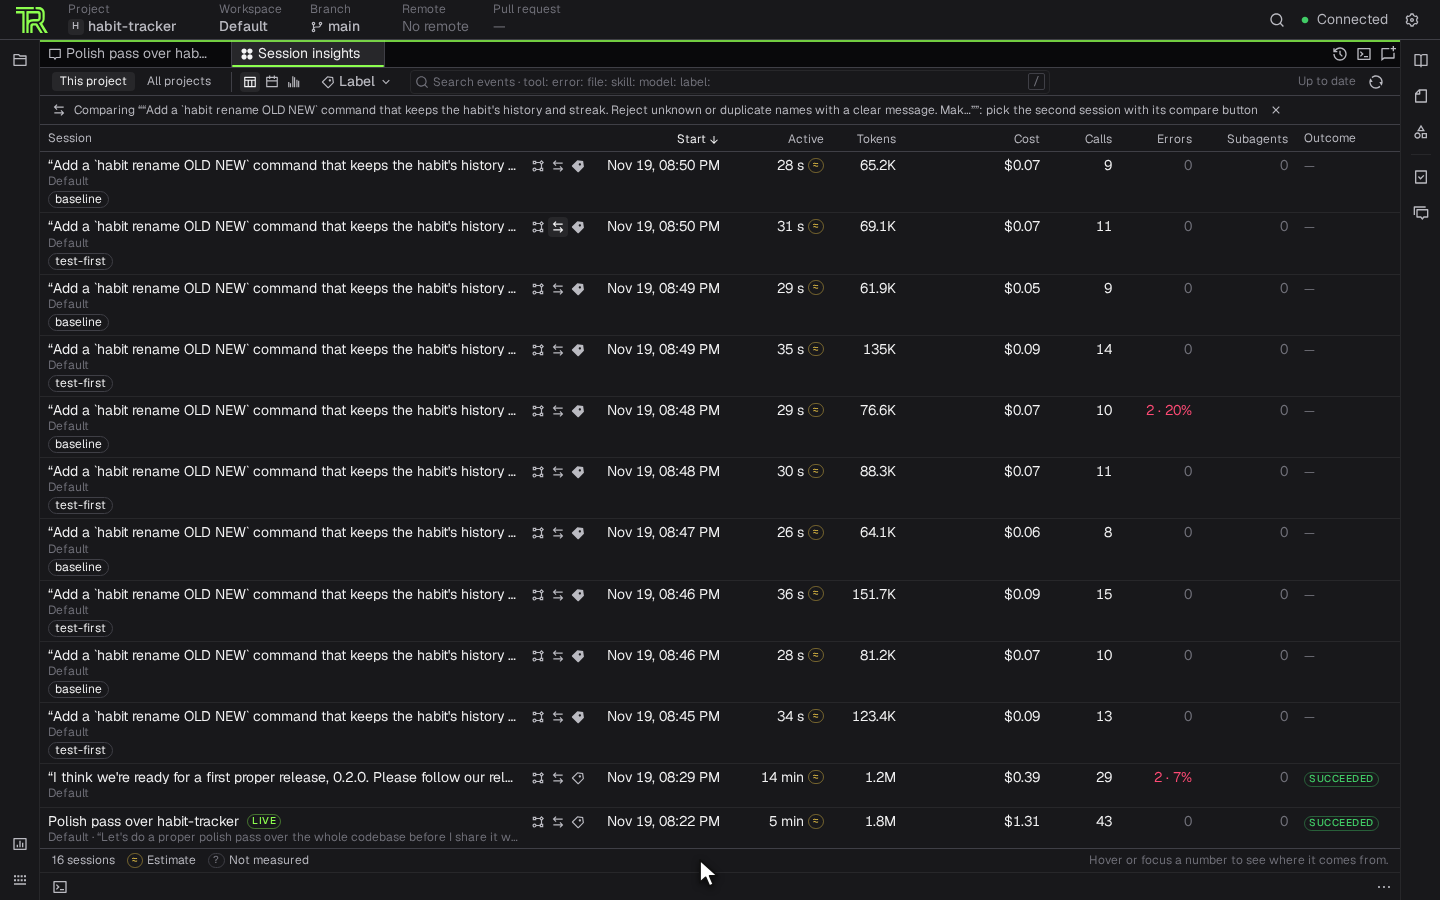 TR
Project Workspace Branch Remote Pull request
H habit-tracker Default main No remote —
Connected
Polish pass over hab... Session insights
This project All projects Label Search events · tool: error: file: skill: model: label: / Up to date
Comparing ““Add a `habit rename OLD NEW` command that keeps the habit's history and streak. Reject unknown or duplicate names with a clear message. Mak...””: pick the second session with its compare button ×
Session Start ↓ Active Tokens Cost Calls Errors Subagents Outcome
“Add a `habit rename OLD NEW` command that keeps the habit's history ... Nov 19, 08:50 PM 28 s ≈ 65.2K $0.07 9 0 0 —
Default
baseline
“Add a `habit rename OLD NEW` command that keeps the habit's history ... Nov 19, 08:50 PM 31 s ≈ 69.1K $0.07 11 0 0 —
Default
test-first
“Add a `habit rename OLD NEW` command that keeps the habit's history ... Nov 19, 08:49 PM 29 s ≈ 61.9K $0.05 9 0 0 —
Default
baseline
“Add a `habit rename OLD NEW` command that keeps the habit's history ... Nov 19, 08:49 PM 35 s ≈ 135K $0.09 14 0 0 —
Default
test-first
“Add a `habit rename OLD NEW` command that keeps the habit's history ... Nov 19, 08:48 PM 29 s ≈ 76.6K $0.07 10 2 · 20% 0 —
Default
baseline
“Add a `habit rename OLD NEW` command that keeps the habit's history ... Nov 19, 08:48 PM 30 s ≈ 88.3K $0.07 11 0 0 —
Default
test-first
“Add a `habit rename OLD NEW` command that keeps the habit's history ... Nov 19, 08:47 PM 26 s ≈ 64.1K $0.06 8 0 0 —
Default
baseline
“Add a `habit rename OLD NEW` command that keeps the habit's history ... Nov 19, 08:46 PM 36 s ≈ 151.7K $0.09 15 0 0 —
Default
test-first
“Add a `habit rename OLD NEW` command that keeps the habit's history ... Nov 19, 08:46 PM 28 s ≈ 81.2K $0.07 10 0 0 —
Default
baseline
“Add a `habit rename OLD NEW` command that keeps the habit's history ... Nov 19, 08:45 PM 34 s ≈ 123.4K $0.09 13 0 0 —
Default
test-first
“I think we're ready for a first proper release, 0.2.0. Please follow our rel... Nov 19, 08:29 PM 14 min ≈ 1.2M $0.39 29 2 · 7% 0 SUCCEEDED
Default
Polish pass over habit-tracker LIVE Nov 19, 08:22 PM 5 min ≈ 1.8M $1.31 43 0 0 SUCCEEDED
Default · “Let's do a proper polish pass over the whole codebase before I share it w...
16 sessions ≈ Estimate ? Not measured Hover or focus a number to see where it comes from.